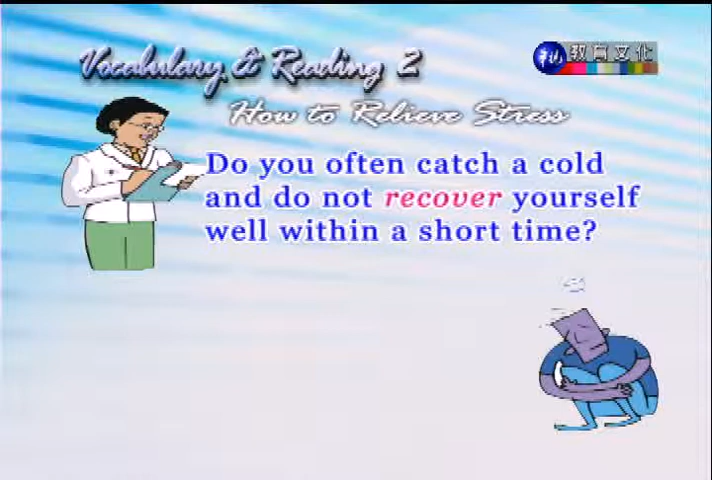 Vocabulary & Reading 2
教育文化
How to Relieve Stress
Do you often catch a cold
and do not recover yourself
well within a short time?